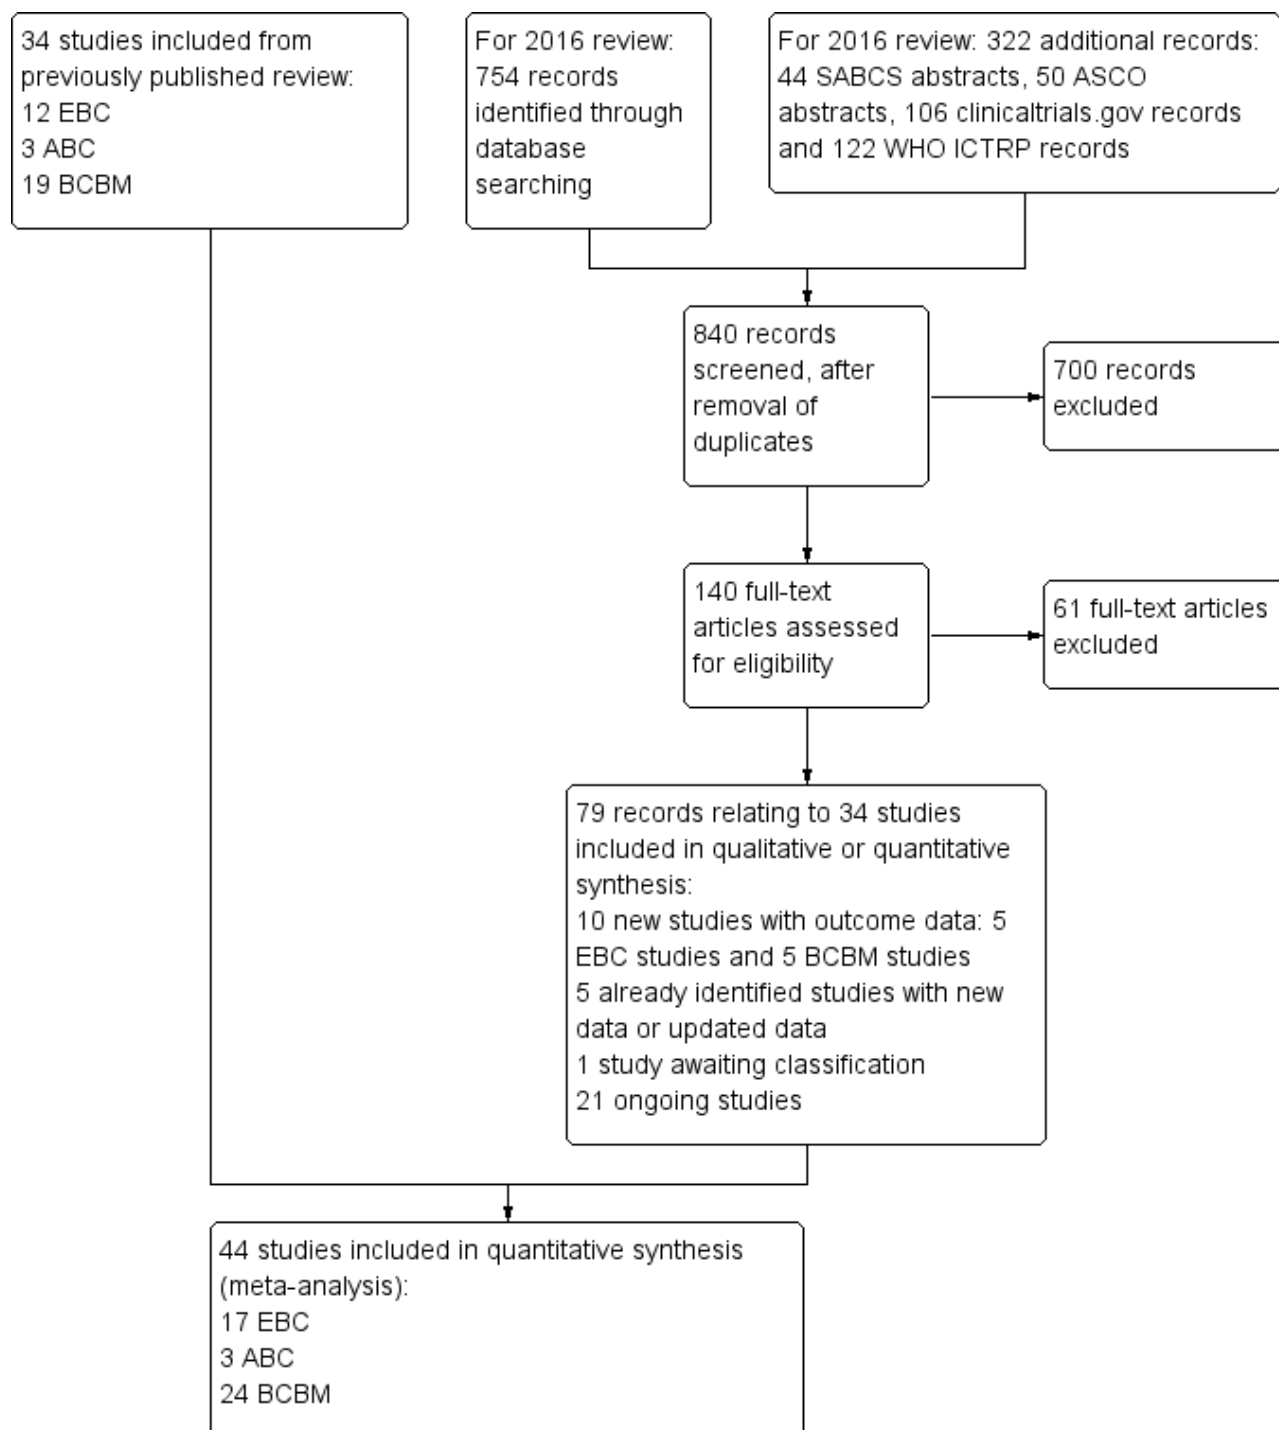 34 studies included from
previously published review:
12 EBC
3 ABC
19 BCBM
For 2016 review:
754 records
identified through
database
searching
For 2016 review: 322 additional records:
44 SABCS abstracts, 50 ASCO
abstracts, 106 clinicaltrials.gov records
and 122 WHO ICTRP records
840 records
screened, after
removal of
duplicates
700 records
excluded
140 full-text
articles assessed
for eligibility
61 full-text articles
excluded
79 records relating to 34 studies
included in qualitative or quantitative
synthesis:
10 new studies with outcome data: 5
EBC studies and 5 BCBM studies
5 already identified studies with new
data or updated data
1 study awaiting classification
21 ongoing studies
44 studies included in quantitative synthesis
(meta-analysis):
17 EBC
3 ABC
24 BCBM